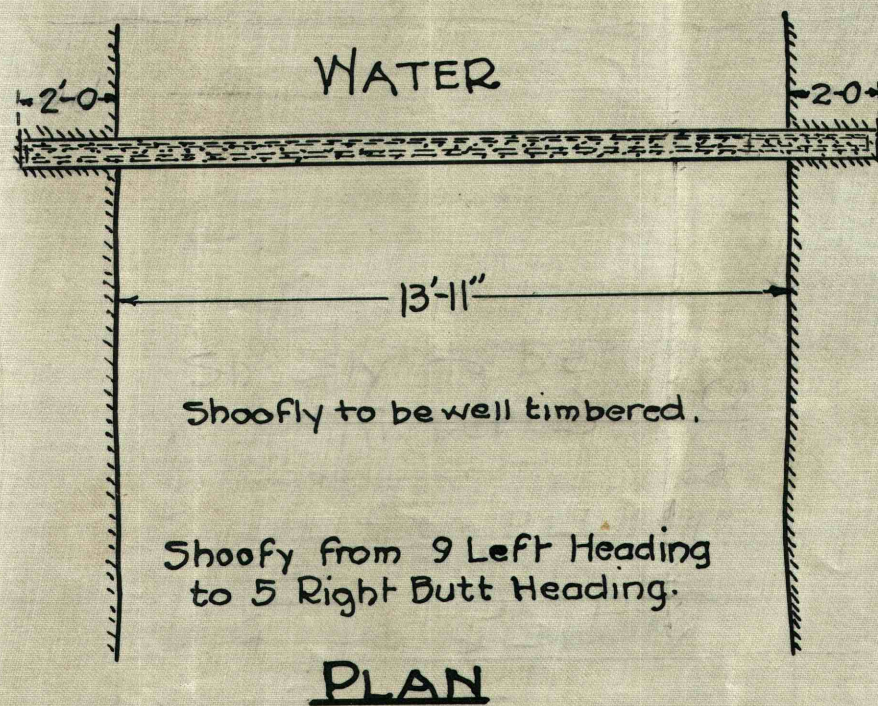 WATER
2'-0
2-0
13'-11"
Shoofly to be well timbered.
Shoofy from 9 Left Heading
to 5 Right Butt Heading.
PLAN